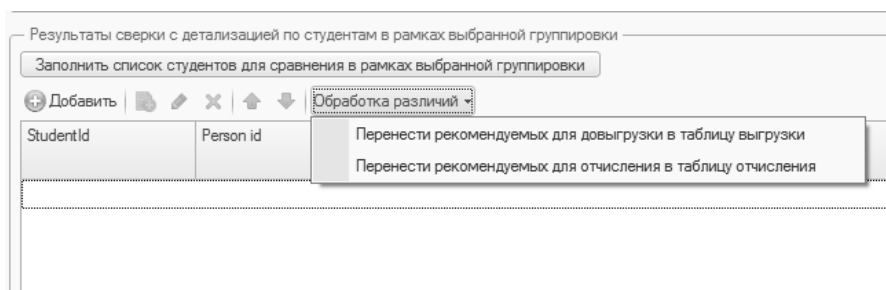 Результаты сверки с детализацией по студентам в рамках выбранной группировки
Заполнить список студентов для сравнения в рамках выбранной группировки
Добавить Обработка различий
StudentId Person id Перенести рекомендуемых для довыгрузки в таблицу выгрузки
Перенести рекомендуемых для отчисления в таблицу отчисления